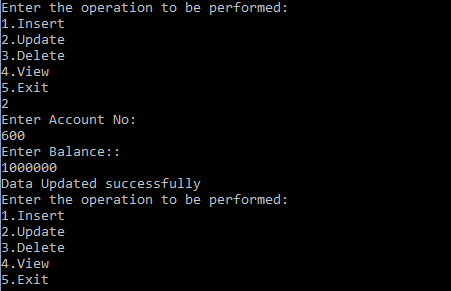 Enter the operation to be performed:
1.Insert
2.Update
3.Delete
4.View
5.Exit
2
Enter Account No:
600
Enter Balance::
1000000
Data Updated successfully
Enter the operation to be performed:
1.Insert
2.Update
3.Delete
4.View
5.Exit